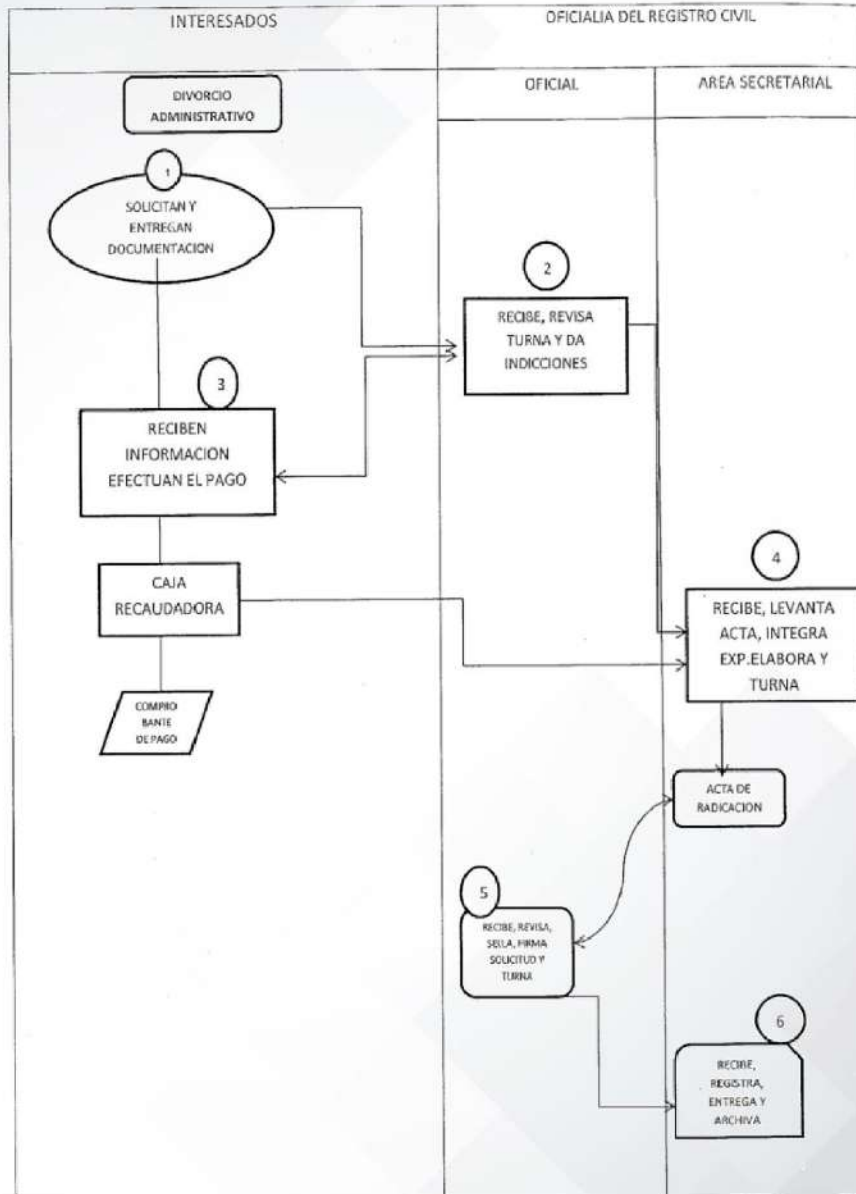 INTERESADOS
OFICIALIA DEL REGISTRO CIVIL
OFICIAL
AREA SECRETARIAL
DIVORCIO
ADMINISTRATIVO
1
SOLICITAN Y
ENTREGAN
DOCUMENTACION
2
RECIBE, REVISA
TURNA Y DA
INDICCIONES
3
RECIBEN
INFORMACION
EFECTUAN EL PAGO
CAJA
RECAUDADORA
COMPRO
BANTE
DE PAGO
4
RECIBE, LEVANTA
ACTA, INTEGRA
EXP.ELABORA Y
TURNA
ACTA DE
RADICACION
5
RECIBE, REVISA,
SELLA, FIRMA
SOLICITUD Y
TURNA
6
RECIBE,
REGISTRA,
ENTREGA Y
ARCHIVA